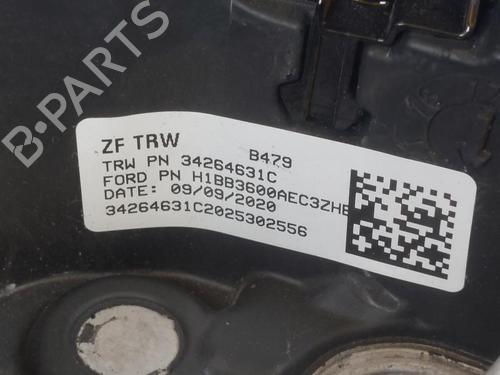 B-PARTS
ZF TRW B479
TRW PN 34264631C
FORD PN H1BB3600AEC3ZHE
DATE: 09/09/2020
34264631C2025302556